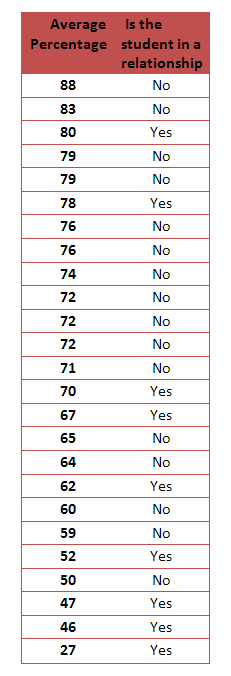 Average Is the
Percentage student in a
relationship
88 No
83 No
80 Yes
79 No
79 No
78 Yes
76 No
76 No
74 No
72 No
72 No
72 No
71 No
70 Yes
67 Yes
65 No
64 No
62 Yes
60 No
59 No
52 Yes
50 No
47 Yes
46 Yes
27 Yes